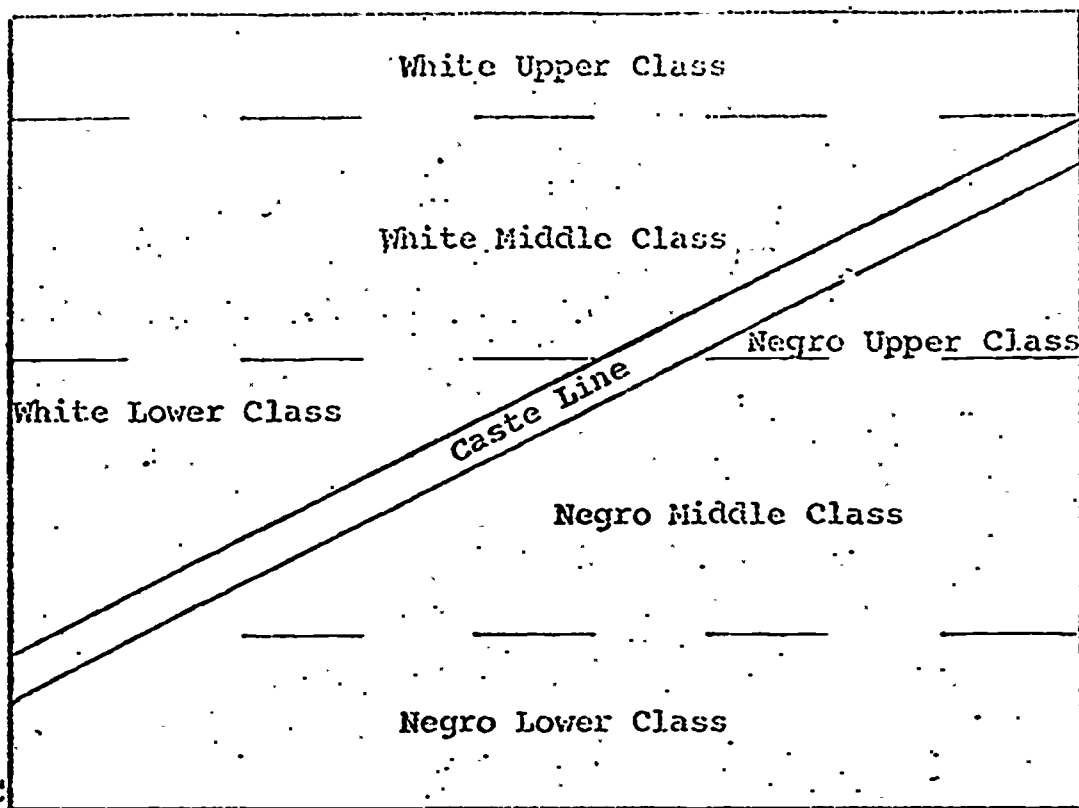 White Upper Class
White Middle Class
Negro Upper Class
White Lower Class
Caste Line
Negro Middle Class
Negro Lower Class